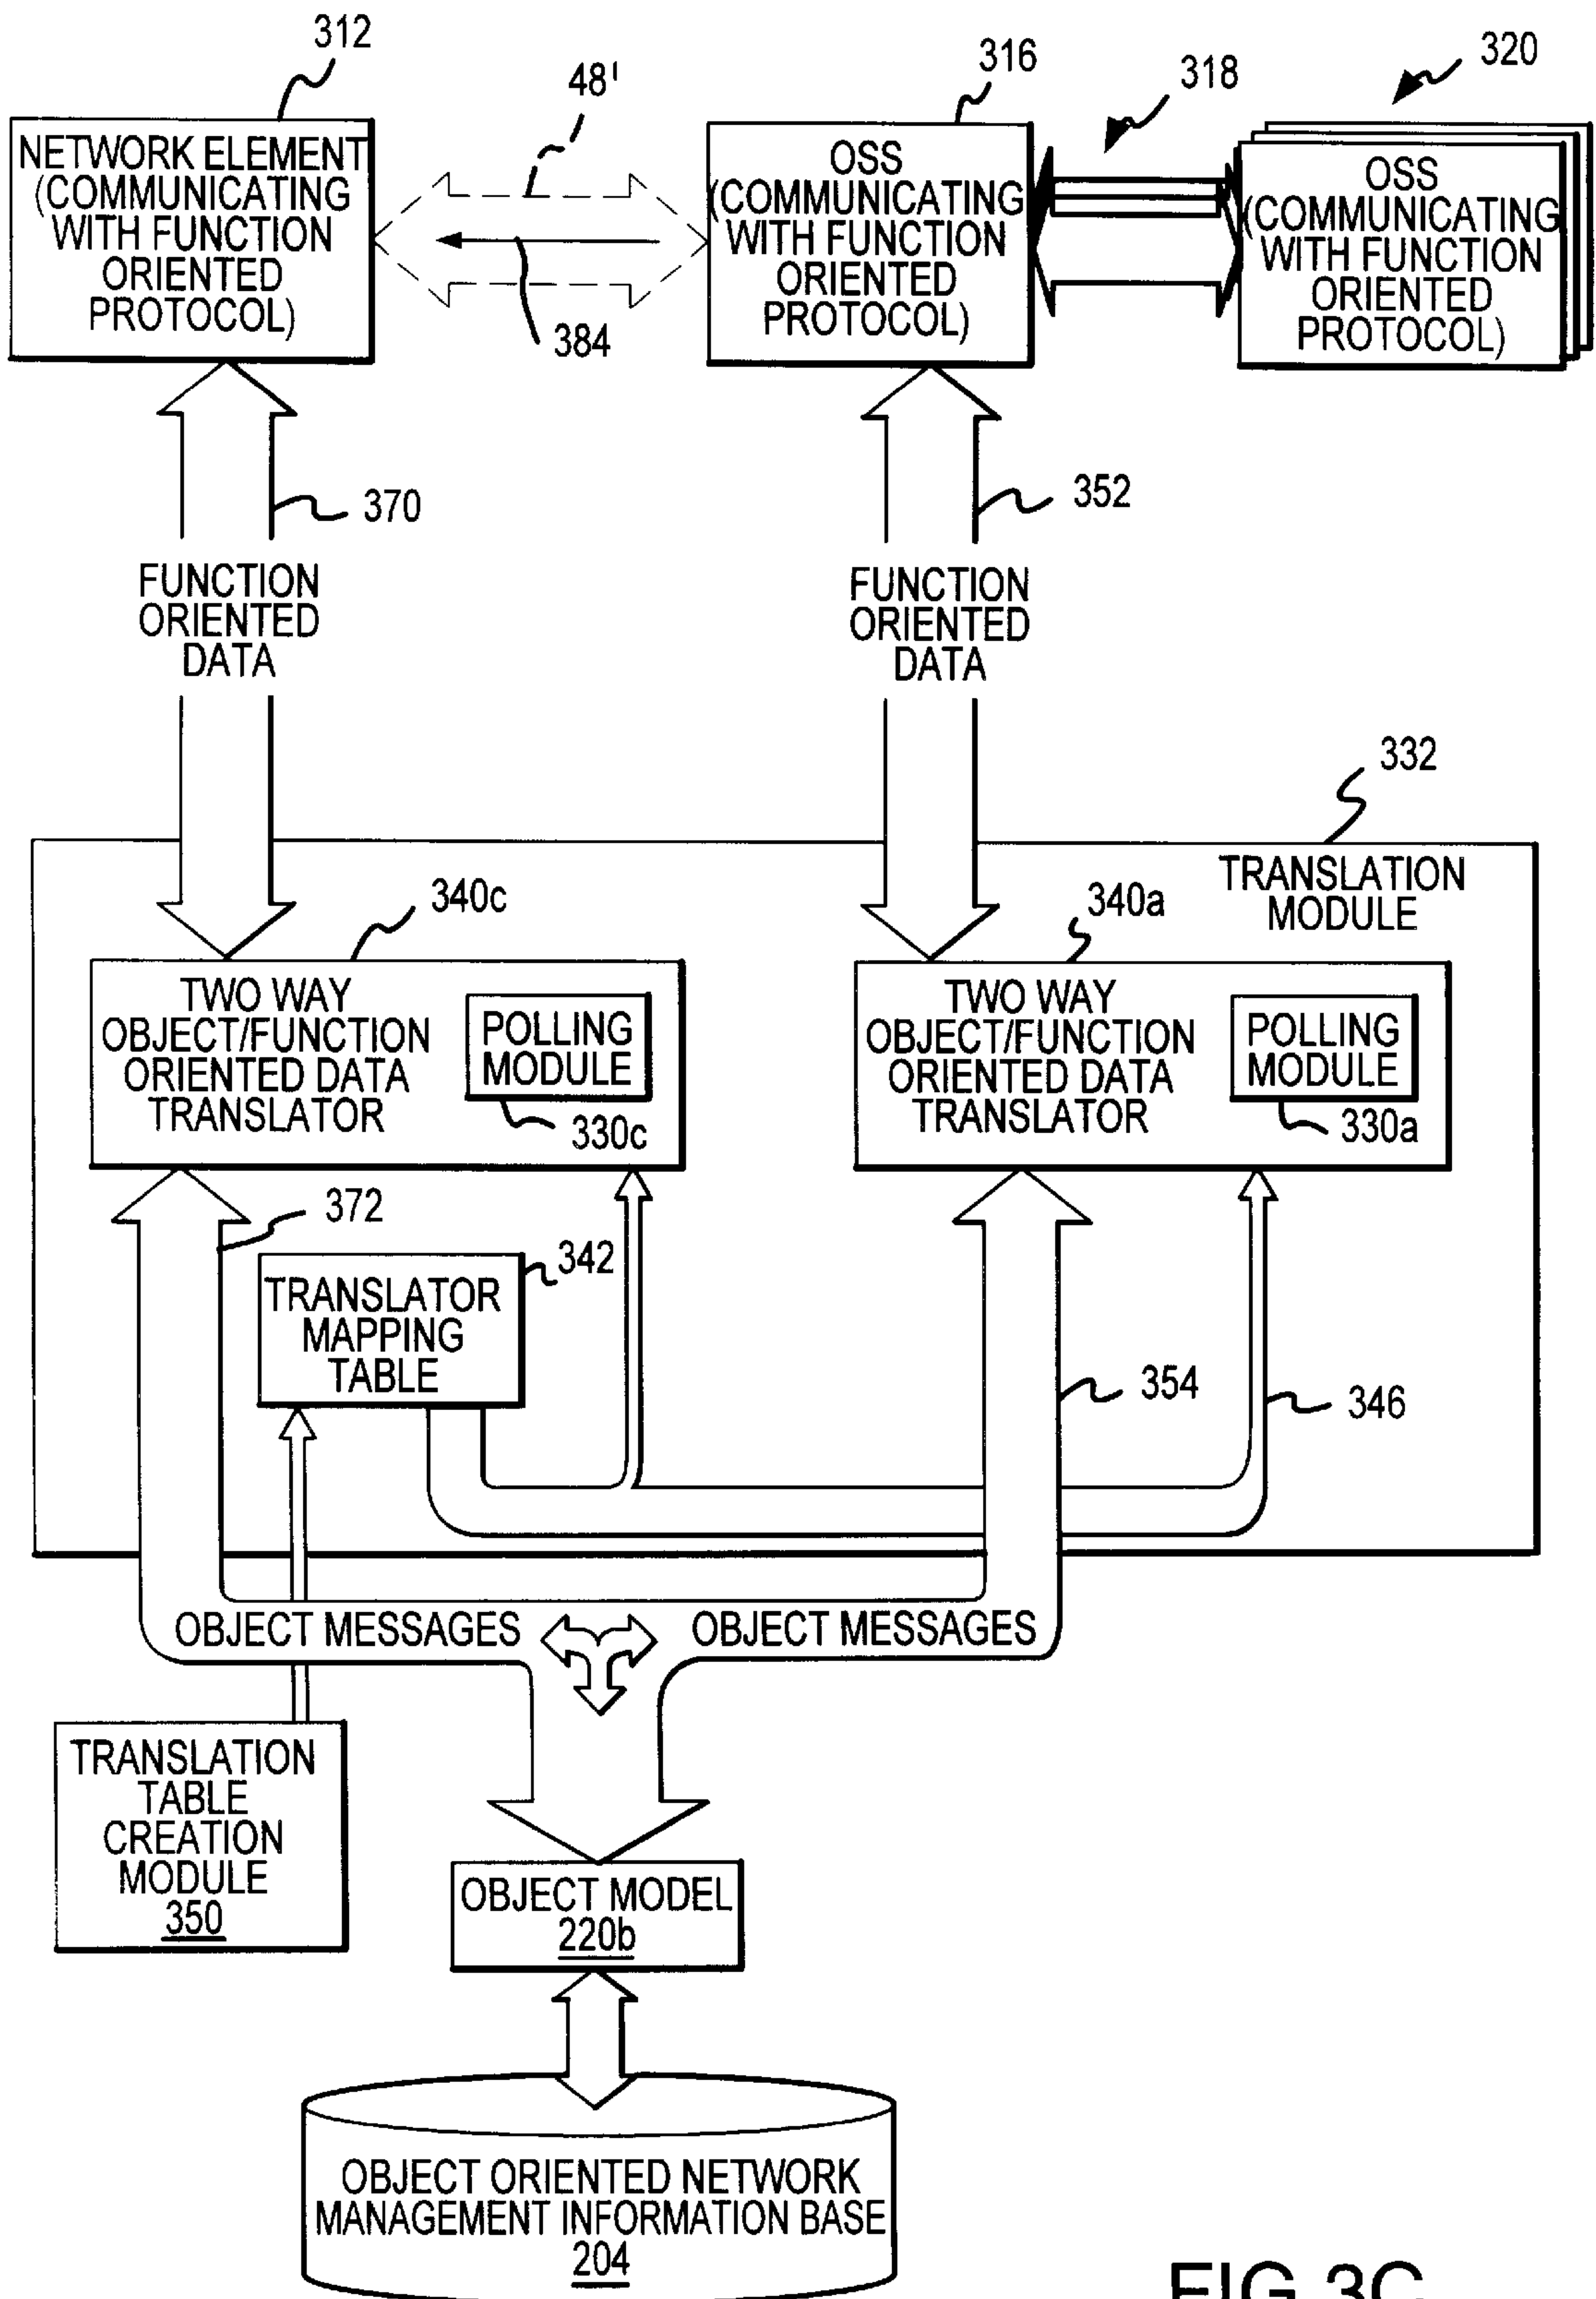 312
48'
316
318
320
NETWORK ELEMENT
(COMMUNICATING
WITH FUNCTION
ORIENTED
PROTOCOL)
384
OSS
(COMMUNICATING
WITH FUNCTION
ORIENTED
PROTOCOL)
OSS
(COMMUNICATING
WITH FUNCTION
ORIENTED
PROTOCOL)
370
352
FUNCTION
ORIENTED
DATA
FUNCTION
ORIENTED
DATA
332
TRANSLATION
MODULE
340c
340a
TWO WAY
OBJECT/FUNCTION
ORIENTED DATA
TRANSLATOR
POLLING
MODULE
330c
TWO WAY
OBJECT/FUNCTION
ORIENTED DATA
TRANSLATOR
POLLING
MODULE
330a
372
342
TRANSLATOR
MAPPING
TABLE
354
346
OBJECT MESSAGES
OBJECT MESSAGES
TRANSLATION
TABLE
CREATION
MODULE
350
OBJECT MODEL
220b
OBJECT ORIENTED NETWORK
MANAGEMENT INFORMATION BASE
204
FIG.3C